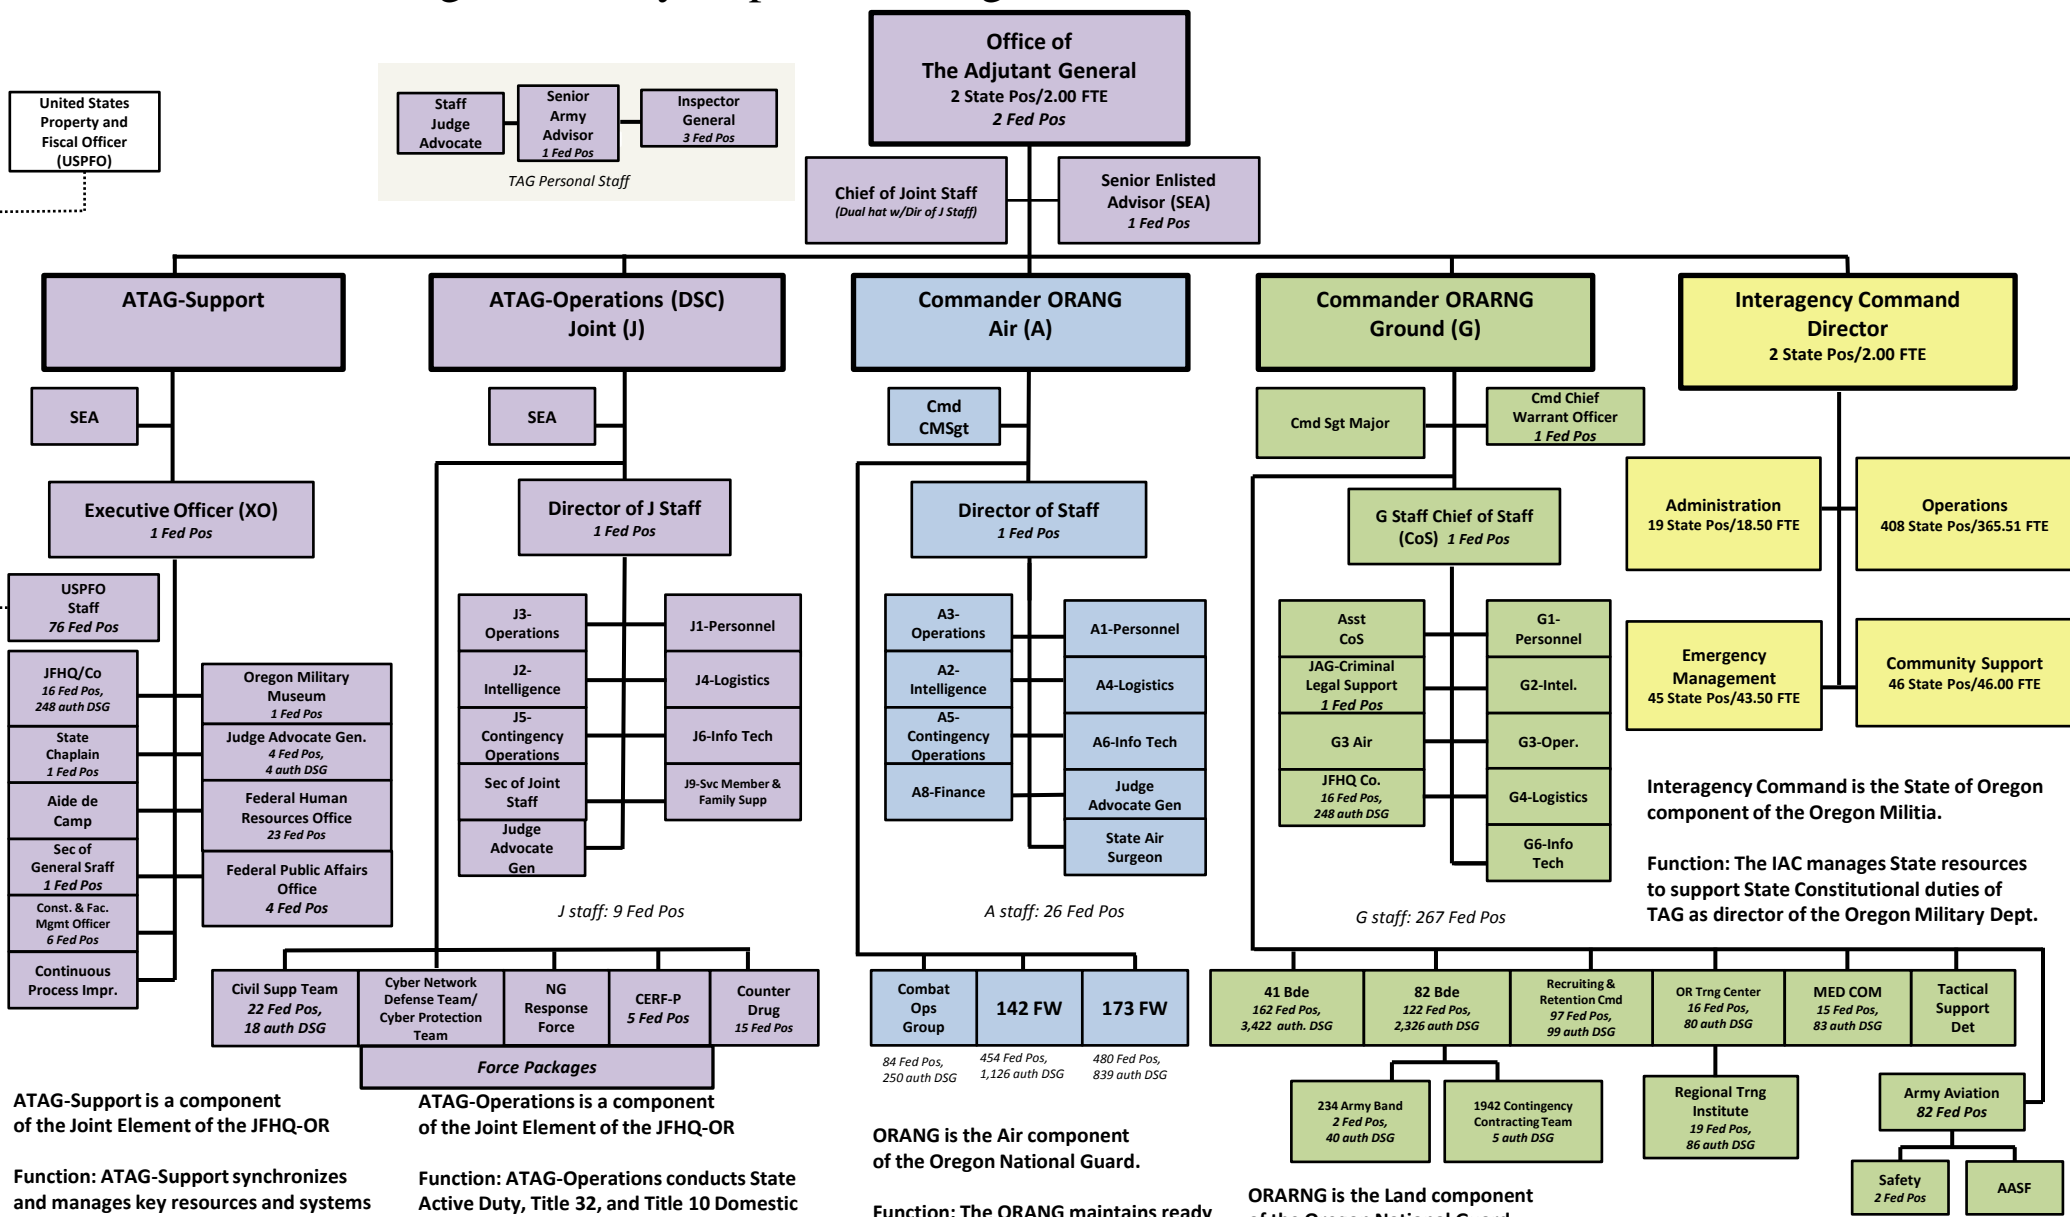 Office of
The Adjutant General
2 State Pos/2.00 FTE
2 Fed Pos
United States
Property and
Fiscal Officer
(USPFO)
Staff
Judge
Advocate
Senior
Army
Advisor
1 Fed Pos
Inspector
General
3 Fed Pos
TAG Personal Staff
Chief of Joint Staff
(Dual hat w/Dir of J Staff)
Senior Enlisted
Advisor (SEA)
1 Fed Pos
ATAG-Support
ATAG-Operations (DSC)
Joint (J)
Commander ORANG
Air (A)
Commander ORARNG
Ground (G)
Interagency Command
Director
2 State Pos/2.00 FTE
SEA
SEA
Cmd
CMSgt
Cmd Sgt Major
Cmd Chief
Warrant Officer
1 Fed Pos
Executive Officer (XO)
1 Fed Pos
Director of J Staff
1 Fed Pos
Director of Staff
1 Fed Pos
G Staff Chief of Staff
(CoS) 1 Fed Pos
Administration
19 State Pos/18.50 FTE
Operations
408 State Pos/365.51 FTE
Emergency
Management
45 State Pos/43.50 FTE
Community Support
46 State Pos/46.00 FTE
USPFO
Staff
76 Fed Pos
JFHQ/Co
16 Fed Pos,
248 auth DSG
State
Chaplain
1 Fed Pos
Aide de
Camp
Sec of
General Sraff
1 Fed Pos
Const. & Fac.
Mgmt Officer
6 Fed Pos
Continuous
Process Impr.
Oregon Military
Museum
1 Fed Pos
Judge Advocate Gen.
4 Fed Pos,
4 auth DSG
Federal Human
Resources Office
23 Fed Pos
Federal Public Affairs
Office
4 Fed Pos
J3-
Operations
J2-
Intelligence
J5-
Contingency
Operations
Sec of Joint
Staff
Judge
Advocate
Gen
J1-Personnel
J4-Logistics
J6-Info Tech
J9-Svc Member &
Family Supp
J staff: 9 Fed Pos
A3-
Operations
A2-
Intelligence
A5-
Contingency
Operations
A8-Finance
A1-Personnel
A4-Logistics
A6-Info Tech
Judge
Advocate Gen
State Air
Surgeon
A staff: 26 Fed Pos
Asst
CoS
JAG-Criminal
Legal Support
1 Fed Pos
G3 Air
JFHQ Co.
16 Fed Pos,
248 auth DSG
G1-
Personnel
G2-Intel.
G3-Oper.
G4-Logistics
G6-Info
Tech
G staff: 267 Fed Pos
Interagency Command is the State of Oregon
component of the Oregon Militia.
Function: The IAC manages State resources
to support State Constitutional duties of
TAG as director of the Oregon Military Dept.
Civil Supp Team
22 Fed Pos,
18 auth DSG
Cyber Network
Defense Team/
Cyber Protection
Team
NG
Response
Force
CERF-P
5 Fed Pos
Counter
Drug
15 Fed Pos
Force Packages
Combat
Ops
Group
142 FW
173 FW
84 Fed Pos,
250 auth DSG
454 Fed Pos,
1,126 auth DSG
480 Fed Pos,
839 auth DSG
41 Bde
162 Fed Pos,
3,422 auth. DSG
82 Bde
122 Fed Pos,
2,326 auth DSG
Recruiting &
Retention Cmd
97 Fed Pos,
99 auth DSG
OR Trng Center
16 Fed Pos,
80 auth DSG
MED COM
15 Fed Pos,
83 auth DSG
Tactical
Support
Det
234 Army Band
2 Fed Pos,
40 auth DSG
1942 Contingency
Contracting Team
5 auth DSG
Regional Trng
Institute
19 Fed Pos,
86 auth DSG
Army Aviation
82 Fed Pos
Safety
2 Fed Pos
AASF
ATAG-Support is a component
of the Joint Element of the JFHQ-OR
Function: ATAG-Support synchronizes
and manages key resources and systems
ATAG-Operations is a component
of the Joint Element of the JFHQ-OR
Function: ATAG-Operations conducts State
Active Duty, Title 32, and Title 10 Domestic
ORANG is the Air component
of the Oregon National Guard.
Function: The ORANG maintains ready
ORARNG is the Land component
of the Oregon National Guard